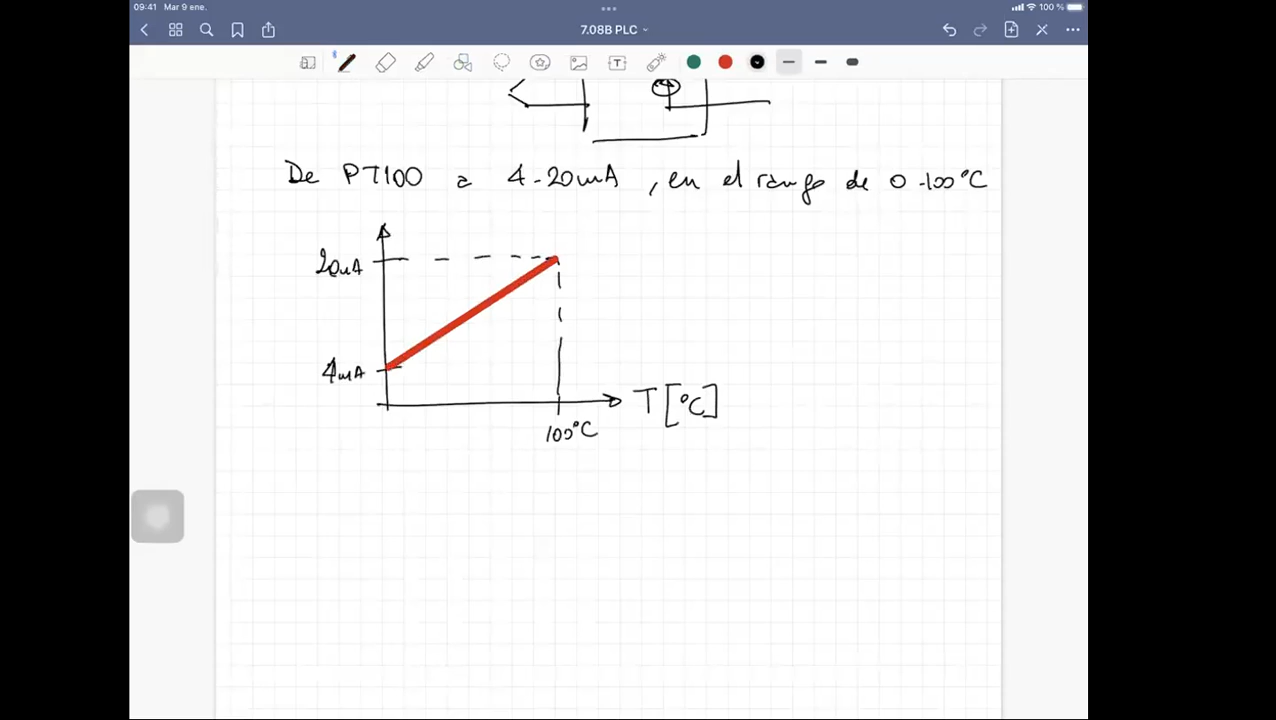 09:41 Mar 9 ene.
100 %
7.08B PLC
T
De PT100 a 4-20mA, en el rango de 0-100°C
20mA
4mA
T [°C]
100°C